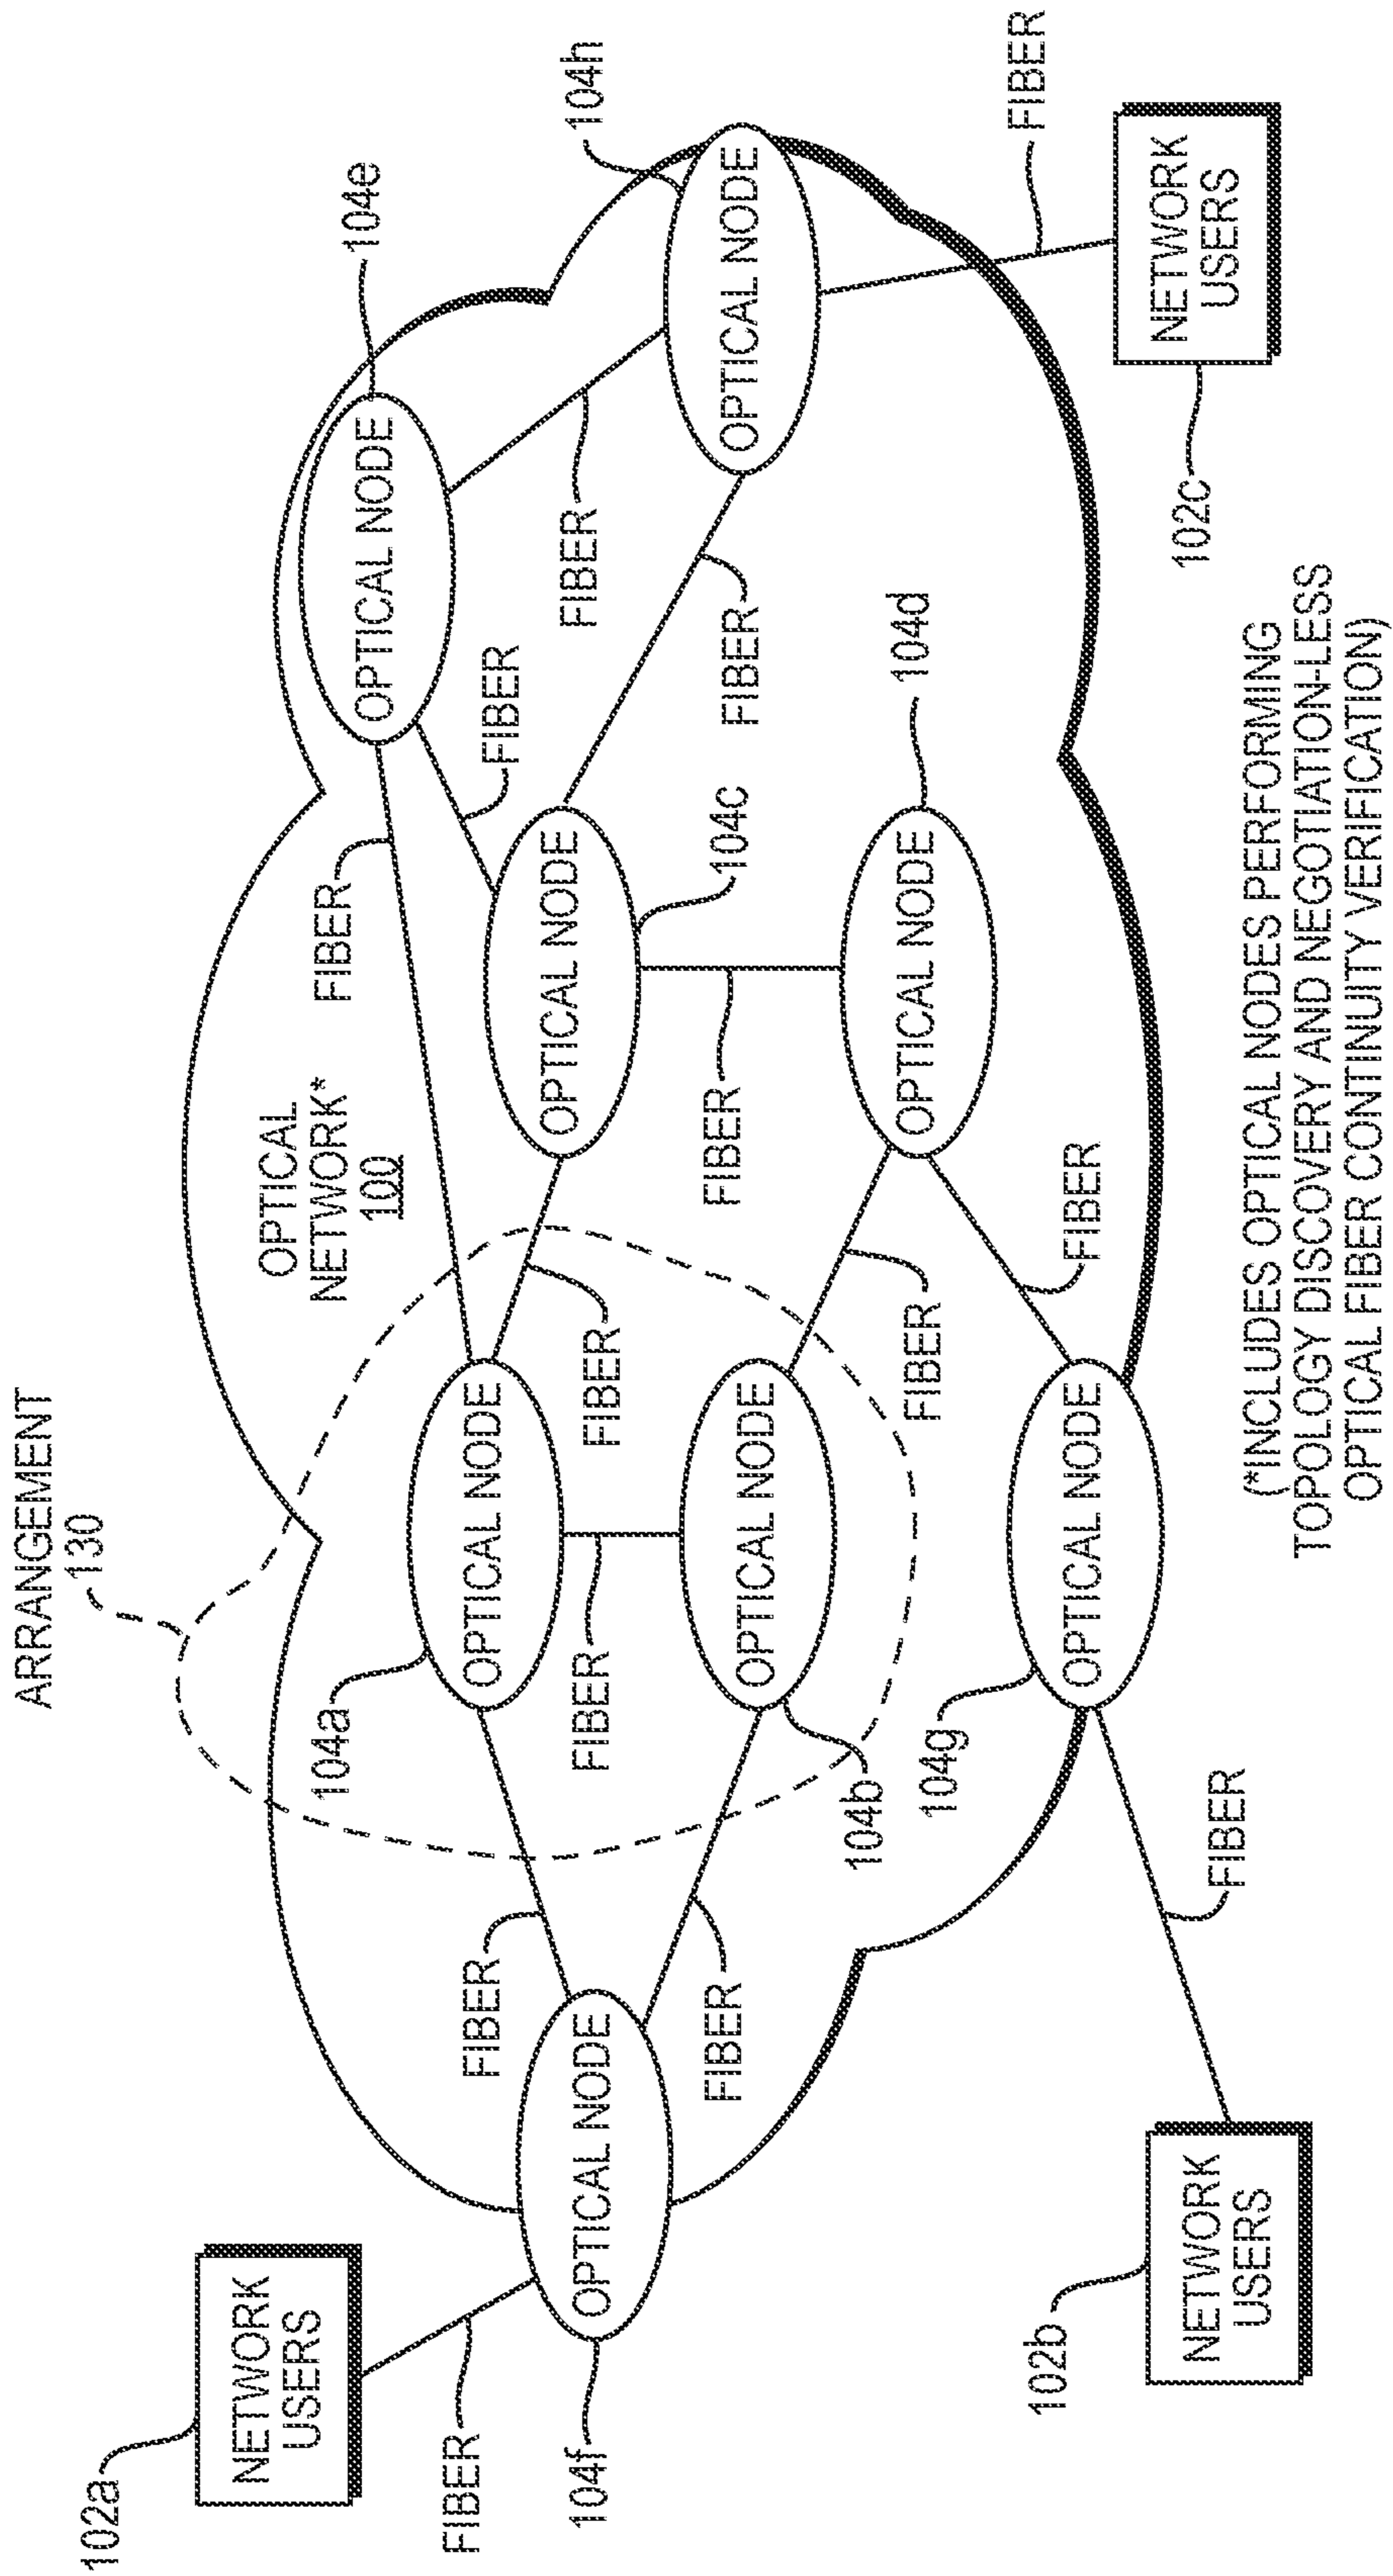 ARRANGEMENT
130
OPTICAL
NETWORK*
100
102a
NETWORK
USERS
FIBER
104f
OPTICAL NODE
FIBER
FIBER
104a
OPTICAL NODE
FIBER
OPTICAL NODE
104b
FIBER
FIBER
FIBER
OPTICAL NODE
104e
FIBER
OPTICAL NODE
104c
FIBER
FIBER
FIBER
OPTICAL NODE
104h
FIBER
OPTICAL NODE
104d
FIBER
104g
OPTICAL NODE
FIBER
102b
NETWORK
USERS
NETWORK
USERS
102c
(*INCLUDES OPTICAL NODES PERFORMING
TOPOLOGY DISCOVERY AND NEGOTIATION-LESS
OPTICAL FIBER CONTINUITY VERIFICATION)